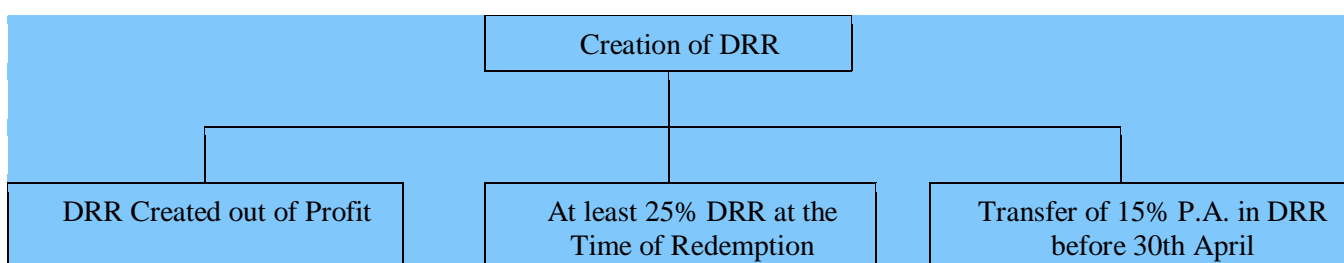 Creation of DRR
DRR Created out of Profit
At least 25% DRR at the
Time of Redemption
Transfer of 15% P.A. in DRR
before 30th April